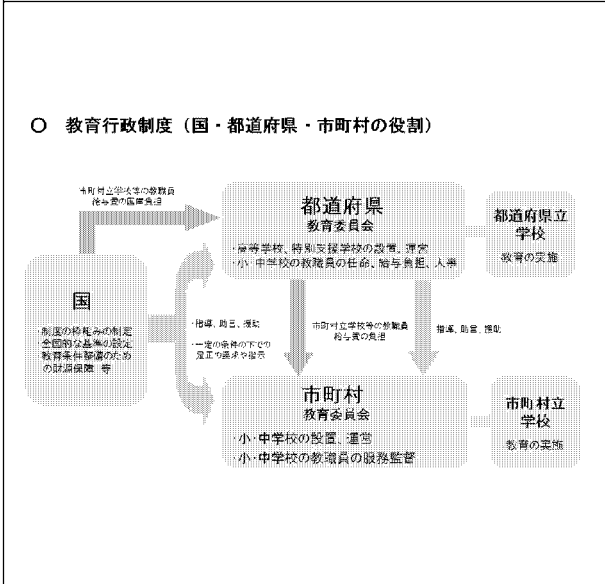 ○ 教育行政制度（国・都道府県・市町村の役割）
市町村立学校等の教職員
給与費の国庫負担
都道府県
教育委員会
・高等学校、特別支援学校の設置、運営
・小・中学校の教職員の任命、給与負担、人事
都道府県立
学校
教育の実施
国
・制度の枠組みの制定
・全国的な基準の設定
・教育条件整備のため
の財源保障 等
・指導、助言、援助
・一定の条件の下での
是正の要求や指示
市町村立学校等の教職員
給与費の負担
指導、助言、援助
市町村
教育委員会
・小・中学校の設置、運営
・小・中学校の教職員の服務監督
市町村立
学校
教育の実施